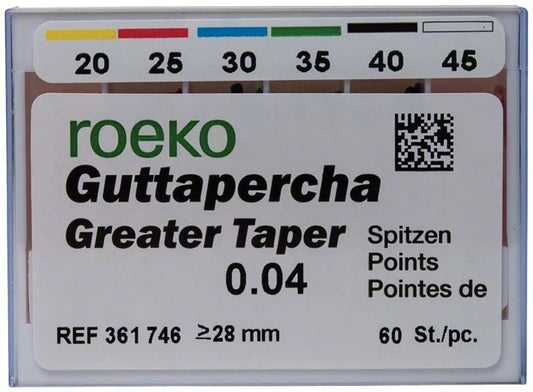 20 25 30 35 40 45
roeko
Guttapercha
Greater Taper
0.04
Spitzen
Points
Pointes de
REF 361 746 ≥28 mm 60 St./pc.